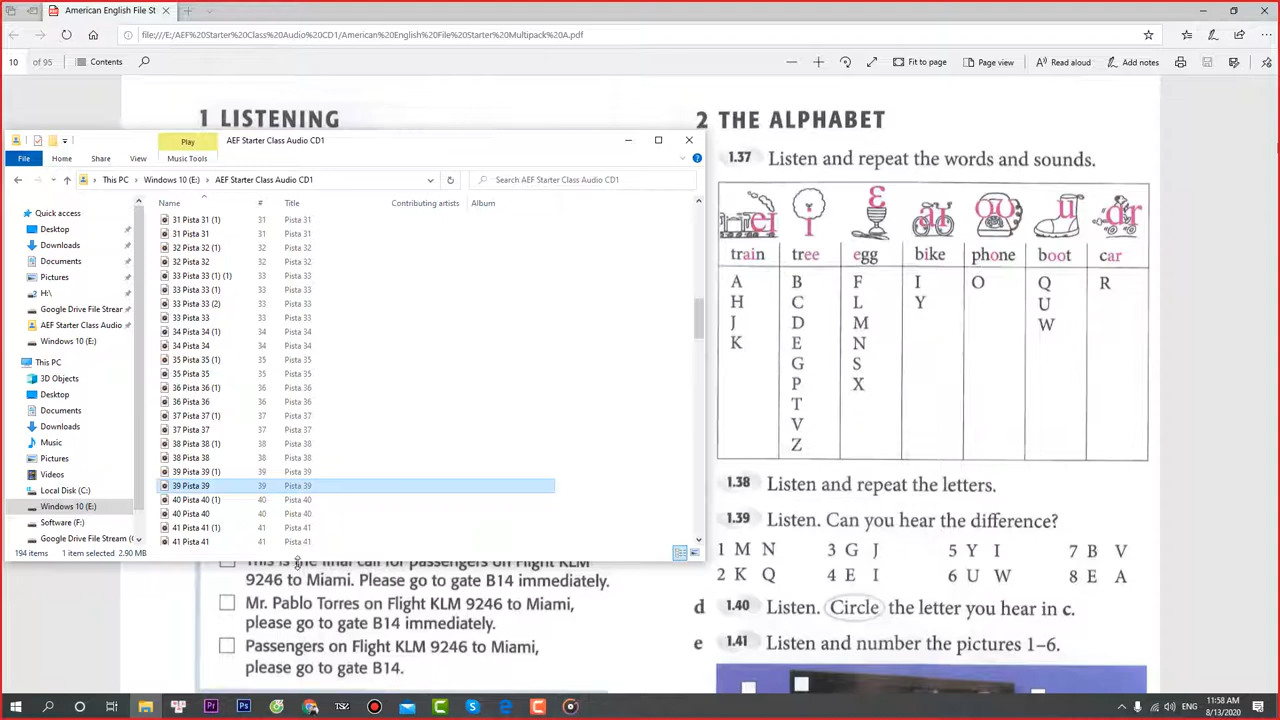 American English File St
file:///E:/AEF%20Starter%20Class%20Audio%20CD1/American%20English%20File%20Starter%20Multipack%20A.pdf
10 of 95 Contents Fit to page Page view Read aloud Add notes
1 LISTENING
Play AEF Starter Class Audio CD1
File Home Share View Music Tools
This PC Windows 10 (E:) AEF Starter Class Audio CD1 Search AEF Starter Class Audio CD1
Quick access
Desktop
Downloads
Documents
Pictures
H:\
Google Drive File Strear
AEF Starter Class Audio
Windows 10 (E:)
This PC
3D Objects
Desktop
Documents
Downloads
Music
Pictures
Videos
Local Disk (C:)
Windows 10 (E:)
Software (F:)
Google Drive File Stream (
Name # Title Contributing artists Album
31 Pista 31 (1) 31 Pista 31
31 Pista 31 31 Pista 31
32 Pista 32 (1) 32 Pista 32
32 Pista 32 32 Pista 32
33 Pista 33 (1) (1) 33 Pista 33
33 Pista 33 (1) 33 Pista 33
33 Pista 33 (2) 33 Pista 33
33 Pista 33 33 Pista 33
34 Pista 34 (1) 34 Pista 34
34 Pista 34 34 Pista 34
35 Pista 35 (1) 35 Pista 35
35 Pista 35 35 Pista 35
36 Pista 36 (1) 36 Pista 36
36 Pista 36 36 Pista 36
37 Pista 37 (1) 37 Pista 37
37 Pista 37 37 Pista 37
38 Pista 38 (1) 38 Pista 38
38 Pista 38 38 Pista 38
39 Pista 39 (1) 39 Pista 39
39 Pista 39 39 Pista 39
40 Pista 40 (1) 40 Pista 40
40 Pista 40 40 Pista 40
41 Pista 41 (1) 41 Pista 41
41 Pista 41 41 Pista 41
194 items 1 item selected 2.90 MB
This is the final call for passengers on Flight KLM
9246 to Miami. Please go to gate B14 immediately.
Mr. Pablo Torres on Flight KLM 9246 to Miami,
please go to gate B14 immediately.
Passengers on Flight KLM 9246 to Miami,
please go to gate B14.
2 THE ALPHABET
1.37 Listen and repeat the words and sounds.
eɪ i ɛ aɪ oʊ u ɑr
train tree egg bike phone boot car
A B F I O Q R
H C L Y U
J D M W
K E N
G S
P X
T
V
Z
1.38 Listen and repeat the letters.
1.39 Listen. Can you hear the difference?
1 M N 3 G J 5 Y I 7 B V
2 K Q 4 E I 6 U W 8 E A
d 1.40 Listen. Circle the letter you hear in c.
e 1.41 Listen and number the pictures 1–6.
ENG 11:58 AM
8/13/2020